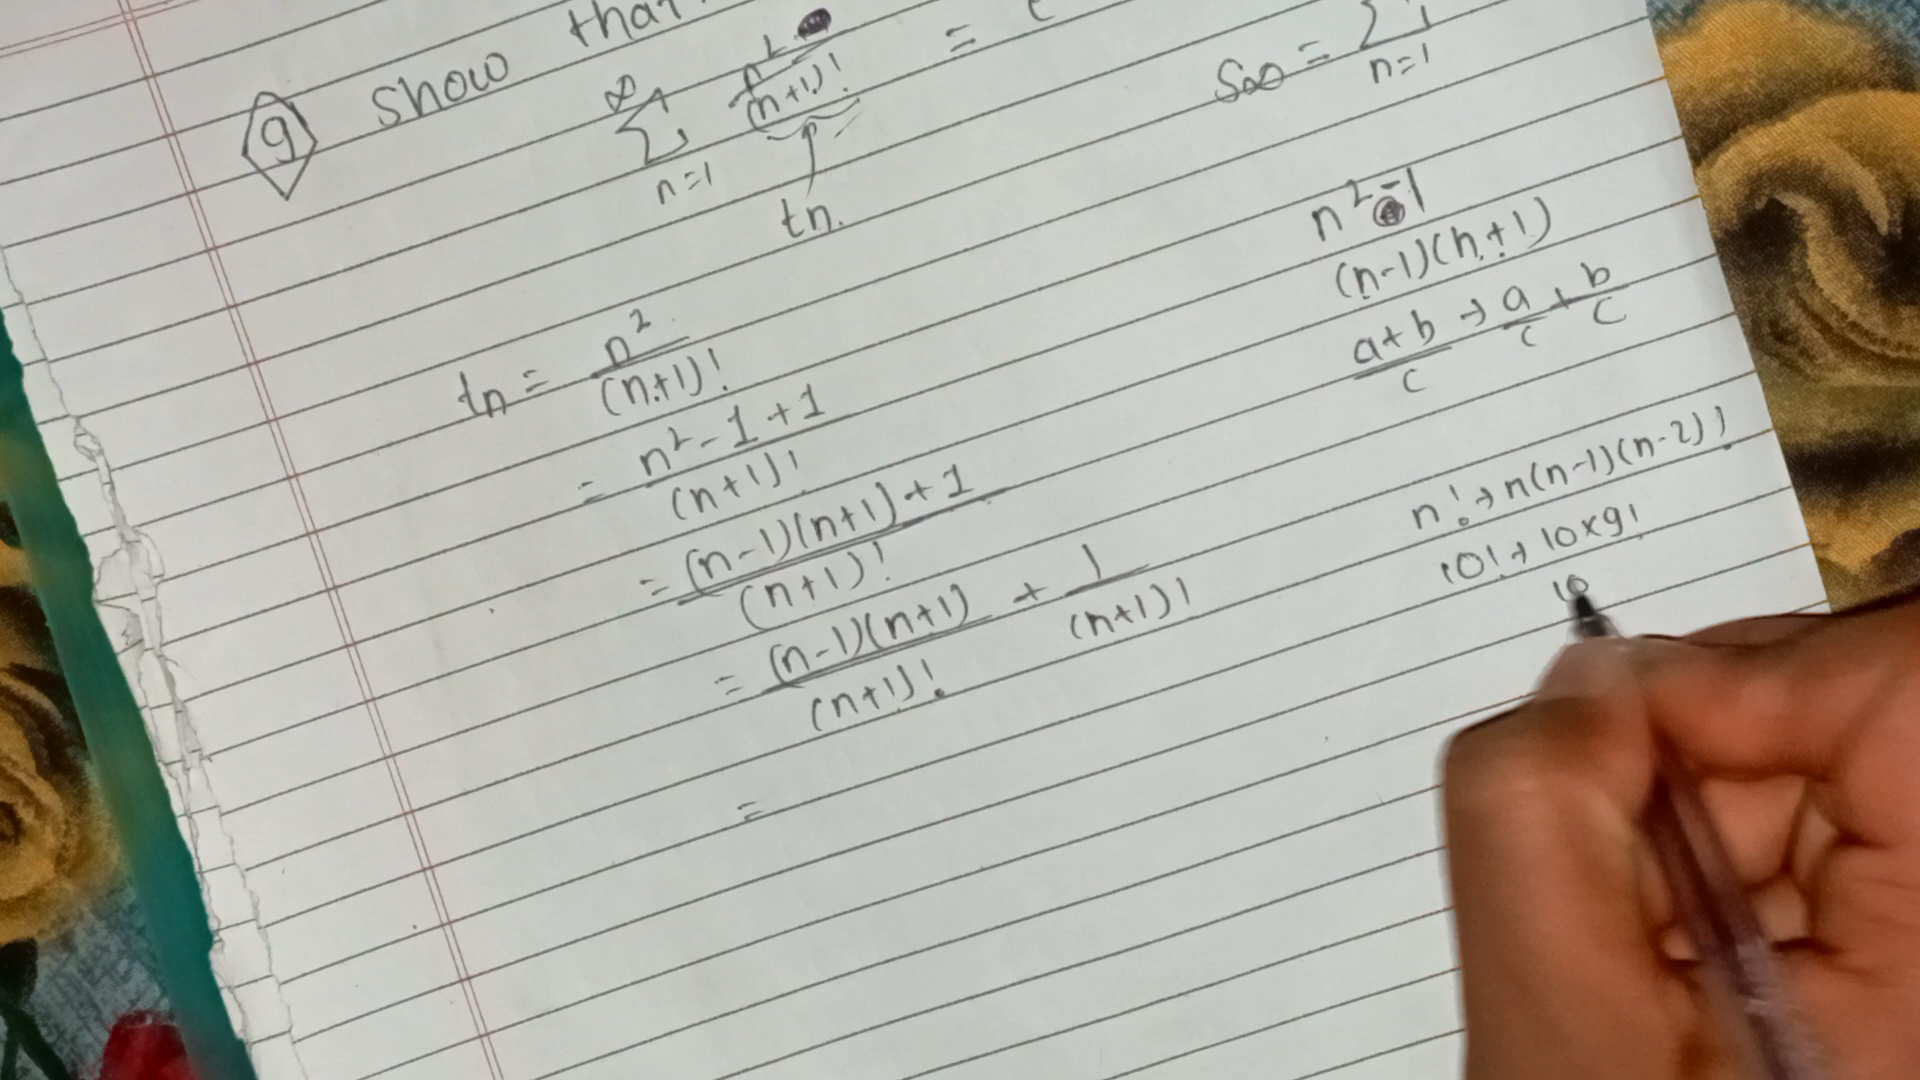 9 Show that
∞
∑ n² / (n+1)! =
n=1
tn.
S∞ = ∑
n=1
tn = n² / (n+1)!
= n² - 1 + 1 / (n+1)!
= (n-1)(n+1) + 1 / (n+1)!
= (n-1)(n+1) / (n+1)! + 1 / (n+1)!
=
n² - 1
(n-1)(n+1)
a+b / c → a / c + b / c
n! → n(n-1)(n-2)!
10! → 10×9!
10